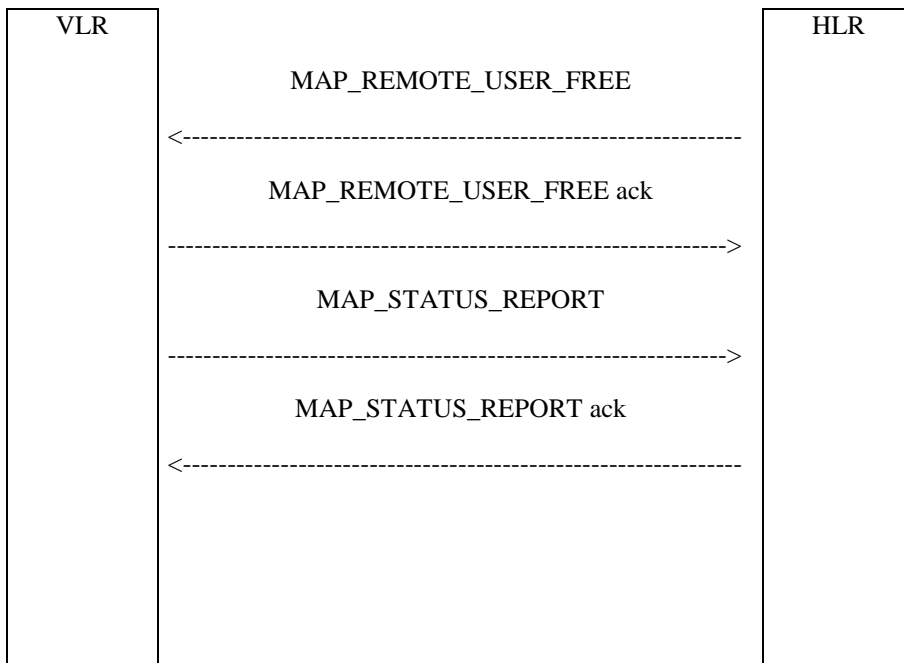 VLR
HLR
MAP_REMOTE_USER_FREE
<----------------------------------------------------------------
MAP_REMOTE_USER_FREE ack
---------------------------------------------------------------->
MAP_STATUS_REPORT
---------------------------------------------------------------->
MAP_STATUS_REPORT ack
<----------------------------------------------------------------